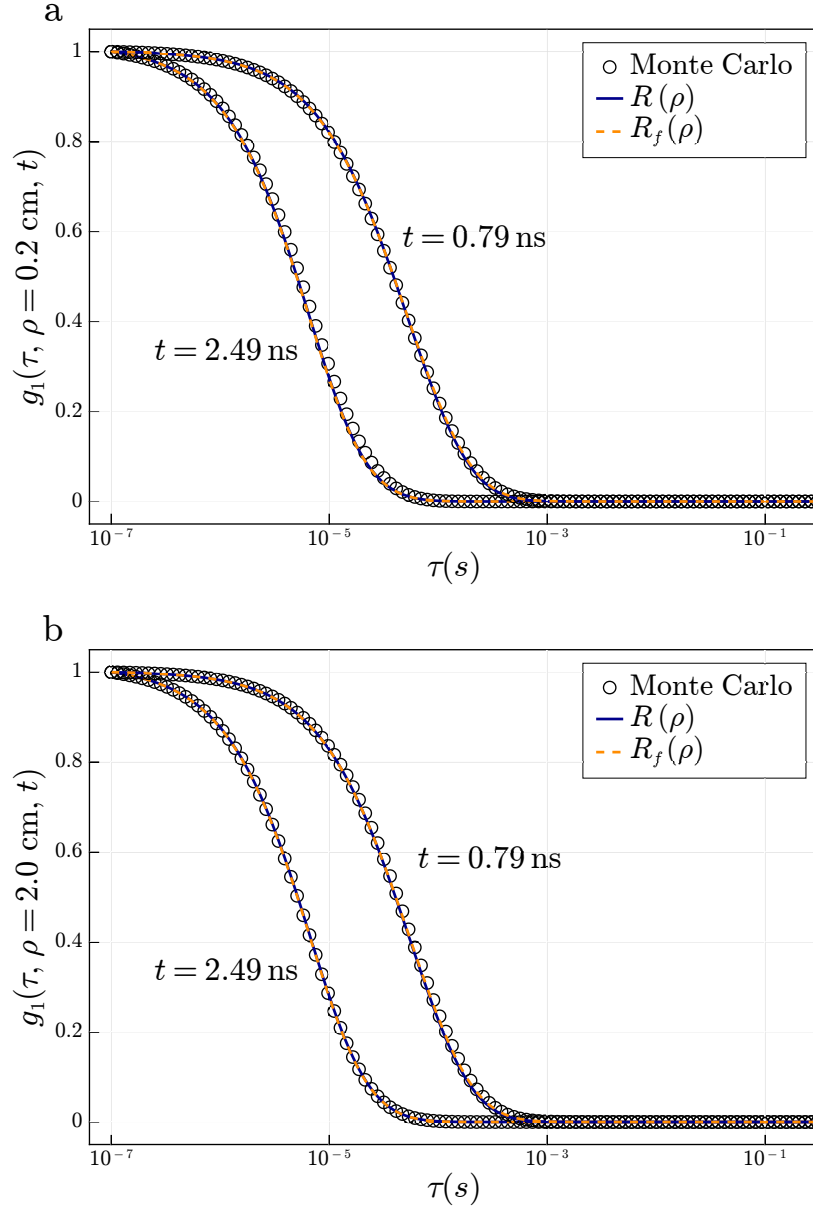 a
Monte Carlo
R (ρ)
R_f (ρ)
t = 0.79 ns
t = 2.49 ns
g₁(τ, ρ = 0.2 cm, t)
1
0.8
0.6
0.4
0.2
0
10⁻⁷
10⁻⁵
10⁻³
10⁻¹
τ(s)
b
Monte Carlo
R (ρ)
R_f (ρ)
t = 0.79 ns
t = 2.49 ns
g₁(τ, ρ = 2.0 cm, t)
1
0.8
0.6
0.4
0.2
0
10⁻⁷
10⁻⁵
10⁻³
10⁻¹
τ(s)